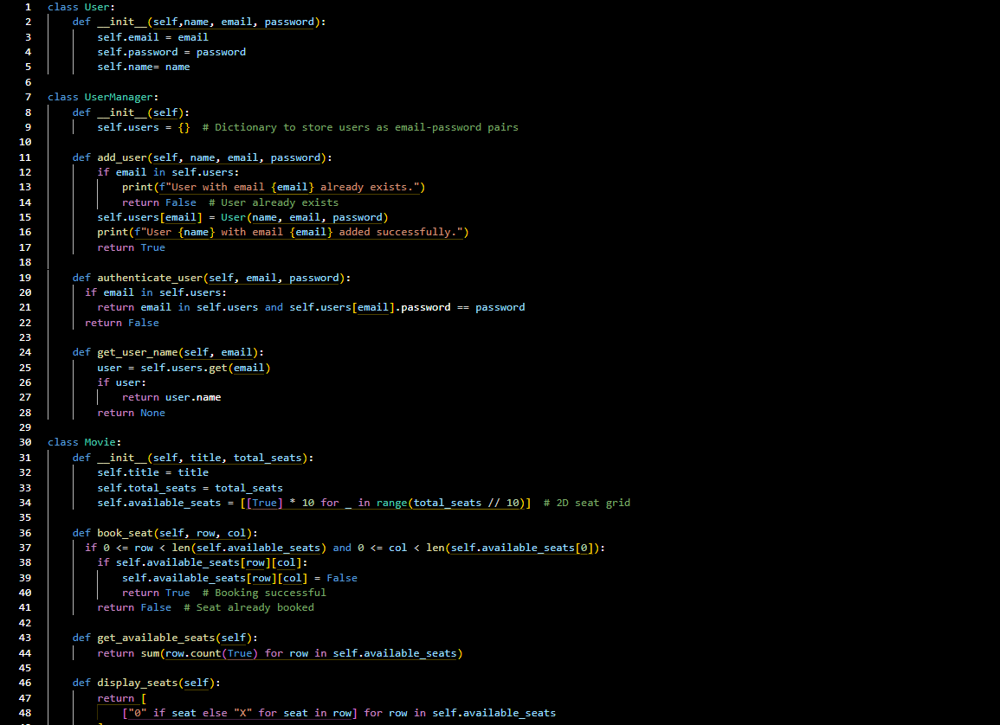 1 class User:
2     def __init__(self,name, email, password):
3         self.email = email
4         self.password = password
5         self.name= name
6
7 class UserManager:
8     def __init__(self):
9         self.users = {}  # Dictionary to store users as email-password pairs
10
11     def add_user(self, name, email, password):
12         if email in self.users:
13             print(f"User with email {email} already exists.")
14             return False  # User already exists
15         self.users[email] = User(name, email, password)
16         print(f"User {name} with email {email} added successfully.")
17         return True
18
19     def authenticate_user(self, email, password):
20       if email in self.users:
21         return email in self.users and self.users[email].password == password
22       return False
23
24     def get_user_name(self, email):
25         user = self.users.get(email)
26         if user:
27             return user.name
28         return None
29
30 class Movie:
31     def __init__(self, title, total_seats):
32         self.title = title
33         self.total_seats = total_seats
34         self.available_seats = [[True] * 10 for _ in range(total_seats // 10)]  # 2D seat grid
35
36     def book_seat(self, row, col):
37       if 0 <= row < len(self.available_seats) and 0 <= col < len(self.available_seats[0]):
38         if self.available_seats[row][col]:
39             self.available_seats[row][col] = False
40             return True  # Booking successful
41         return False  # Seat already booked
42
43     def get_available_seats(self):
44         return sum(row.count(True) for row in self.available_seats)
45
46     def display_seats(self):
47         return [
48             ["0" if seat else "X" for seat in row] for row in self.available_seats